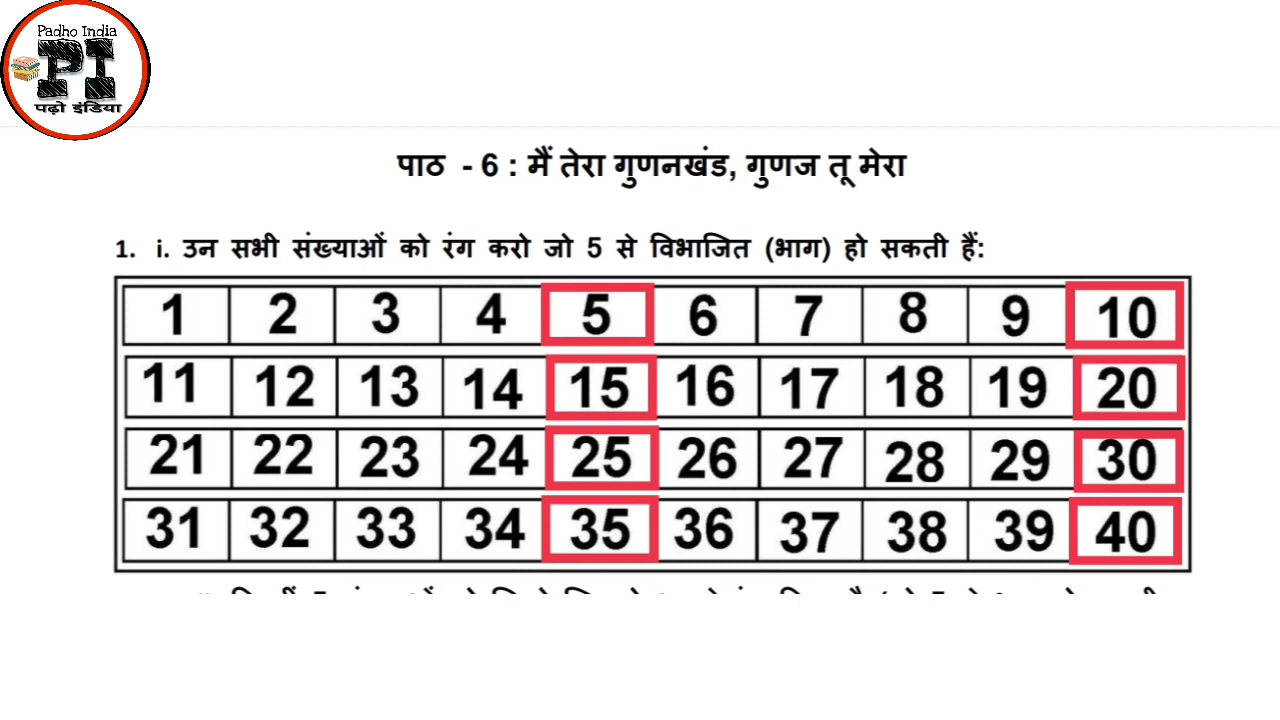 Padho India
PI
पढ़ो इंडिया
पाठ - 6 : मैं तेरा गुणनखंड, गुणज तू मेरा
1. i. उन सभी संख्याओं को रंग करो जो 5 से विभाजित (भाग) हो सकती हैं:
1 2 3 4 5 6 7 8 9 10
11 12 13 14 15 16 17 18 19 20
21 22 23 24 25 26 27 28 29 30
31 32 33 34 35 36 37 38 39 40